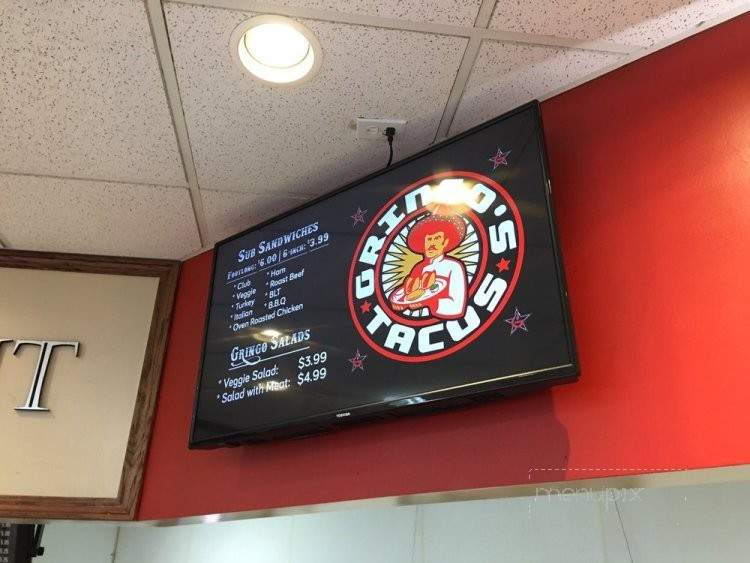 SUB SANDWICHES
FOOTLONG: $6.00 | 6-INCH: $3.99
* Club
* Ham
* Veggie
* Roast Beef
* Turkey
* BLT
* Italian
* B.B.Q
* Oven Roasted Chicken
GRINGO SALADS
* Veggie Salad: $3.99
* Salad with Meat: $4.99
GRINGO'S
TACOS
TOSHIBA
NT
menupix